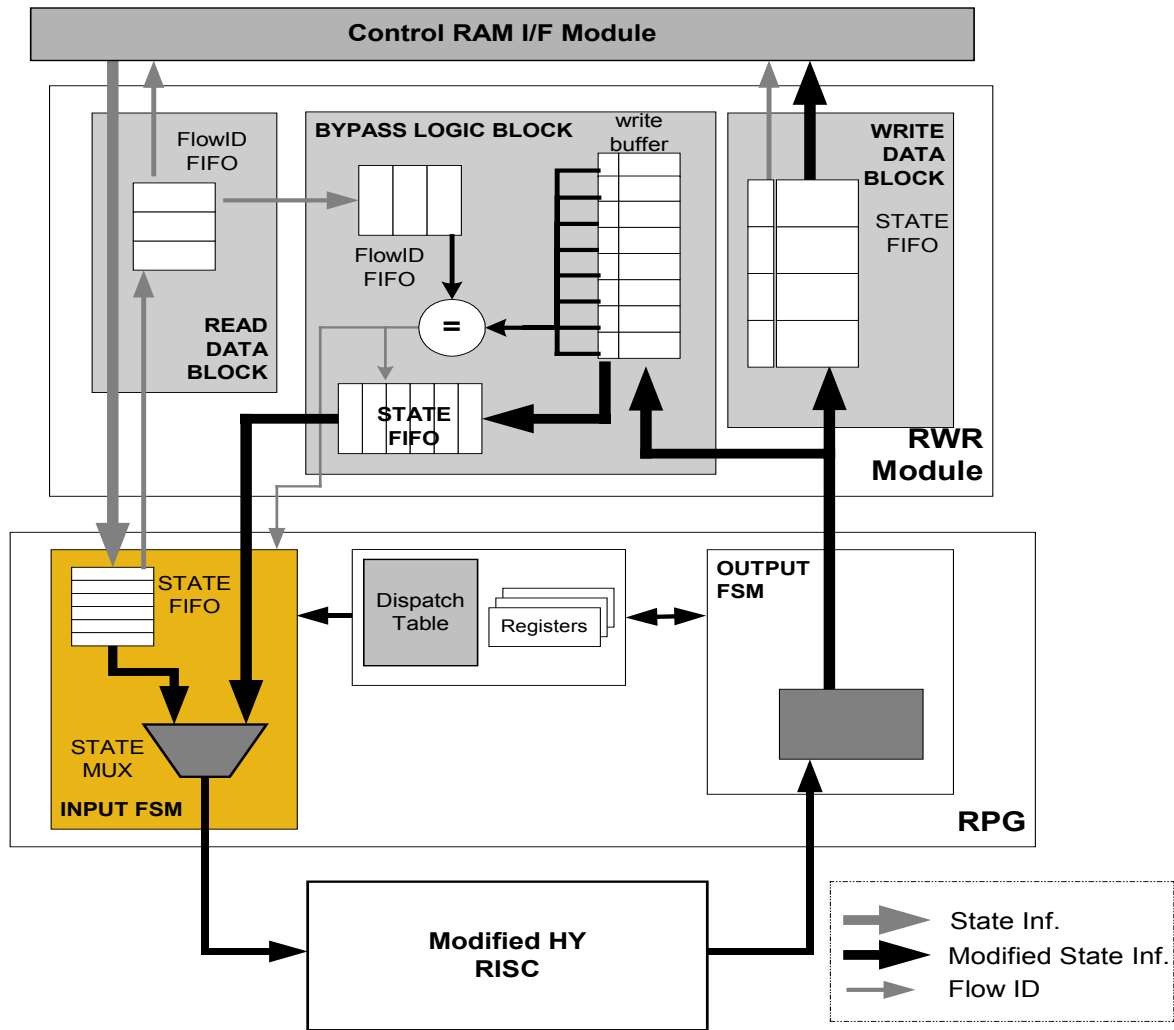 Control RAM I/F Module
FlowID
FIFO
READ
DATA
BLOCK
BYPASS LOGIC BLOCK
write
buffer
FlowID
FIFO
=
STATE
FIFO
WRITE
DATA
BLOCK
STATE
FIFO
RWR
Module
STATE
FIFO
STATE
MUX
INPUT FSM
Dispatch
Table
Registers
OUTPUT
FSM
RPG
Modified HY
RISC
State Inf.
Modified State Inf.
Flow ID